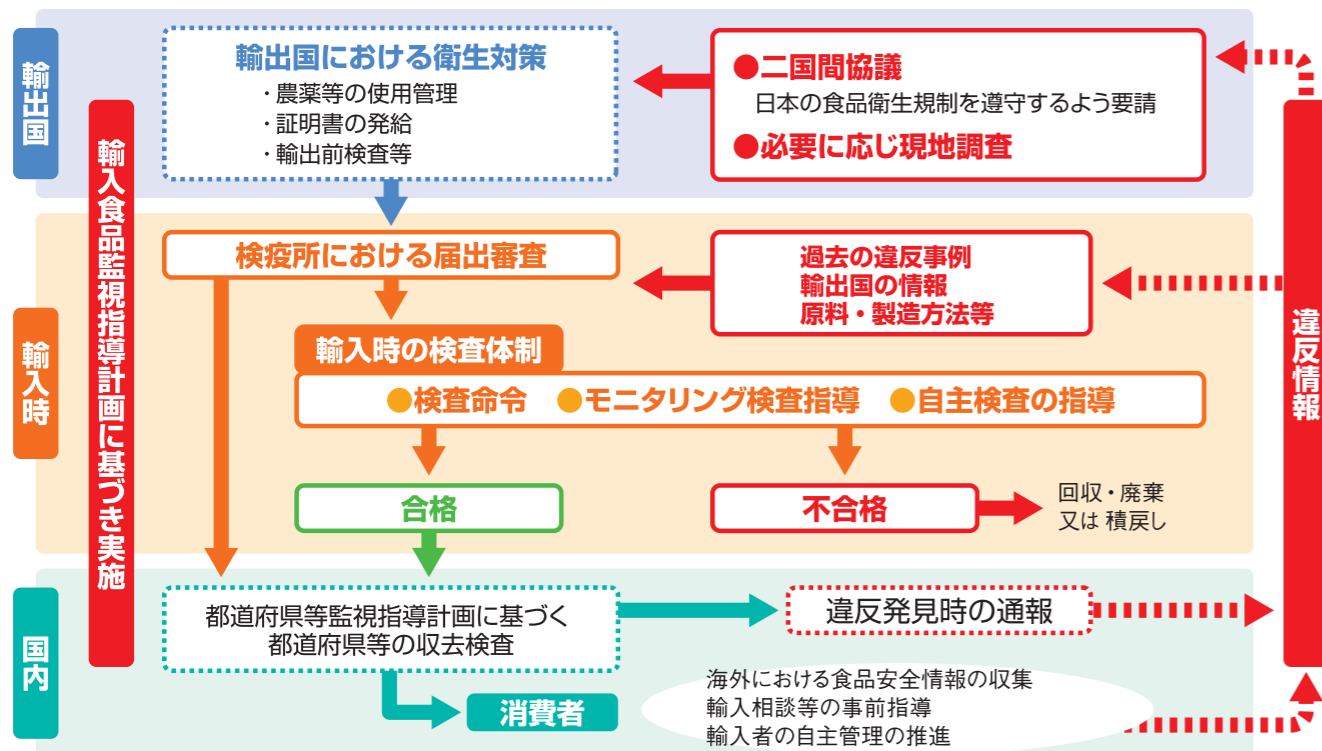 輸出国
輸出国における衛生対策
・農薬等の使用管理
・証明書の発給
・輸出前検査等
●二国間協議
日本の食品衛生規制を遵守するよう要請
●必要に応じ現地調査
輸入食品監視指導計画に基づき実施
違反情報
輸入時
検疫所における届出審査
過去の違反事例
輸出国の情報
原料・製造方法等
輸入時の検査体制
●検査命令 ●モニタリング検査指導 ●自主検査の指導
合格
不合格
回収・廃棄
又は 積戻し
国内
都道府県等監視指導計画に基づく
都道府県等の収去検査
違反発見時の通報
消費者
海外における食品安全情報の収集
輸入相談等の事前指導
輸入者の自主管理の推進